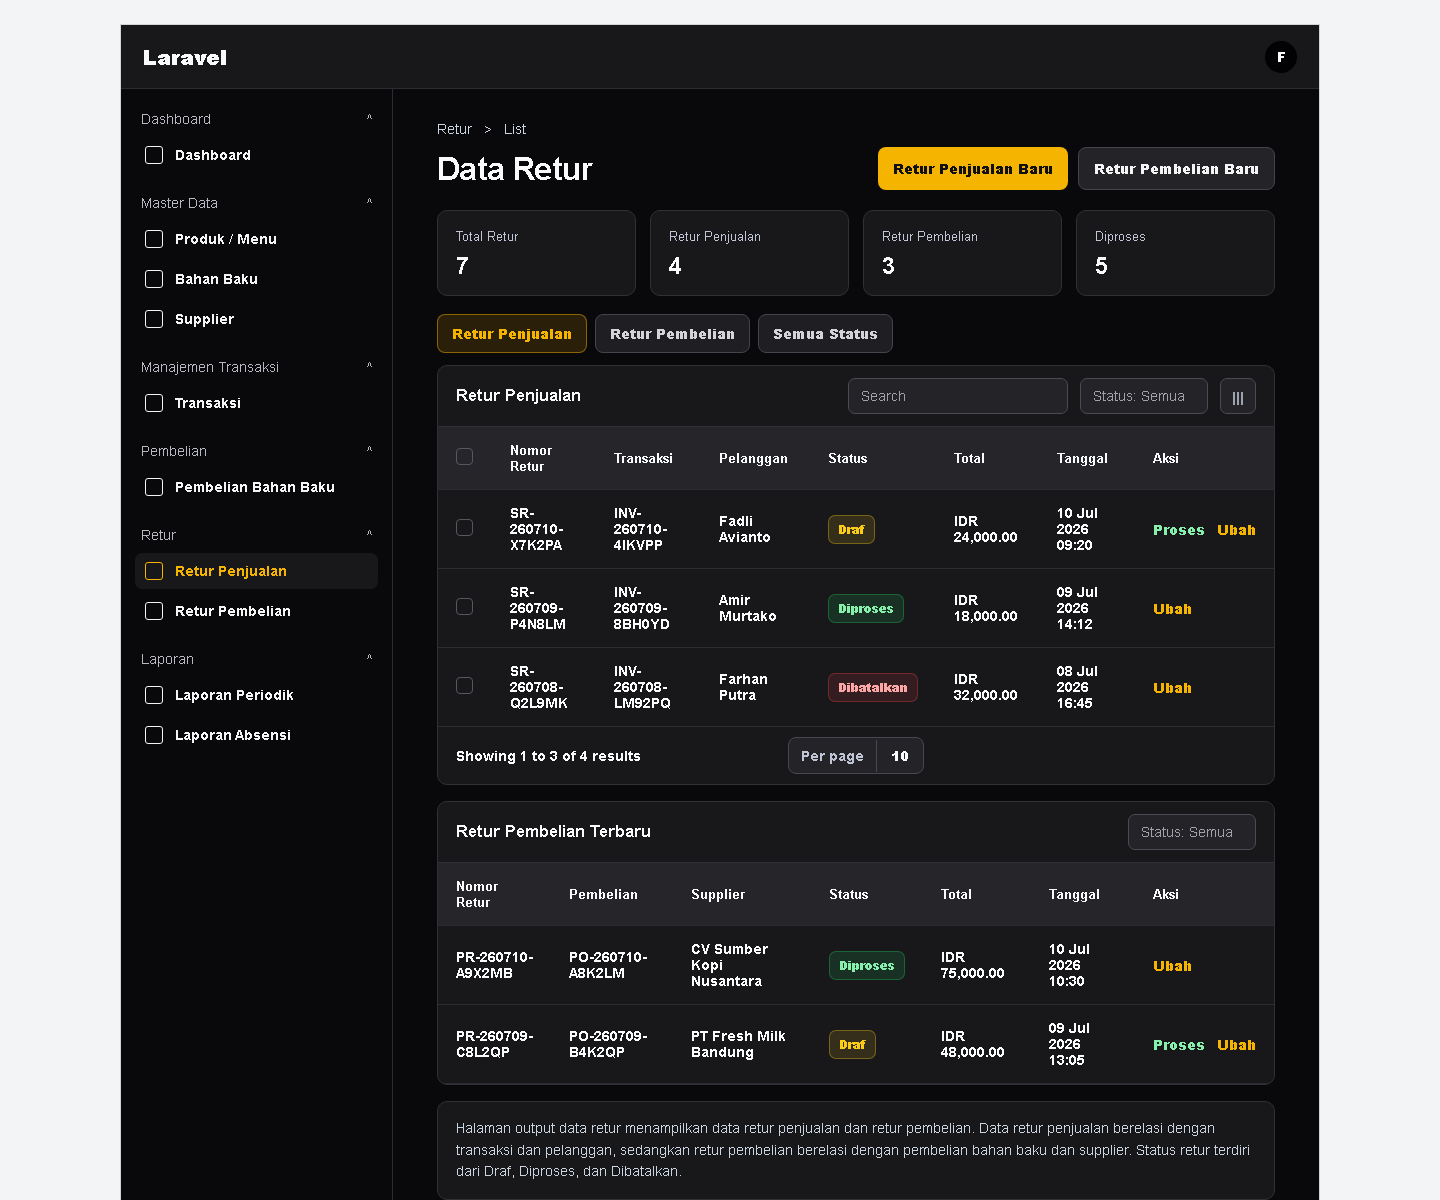 Laravel
F
Dashboard ^
Dashboard
Master Data ^
Produk / Menu
Bahan Baku
Supplier
Manajemen Transaksi ^
Transaksi
Pembelian ^
Pembelian Bahan Baku
Retur ^
Retur Penjualan
Retur Pembelian
Laporan ^
Laporan Periodik
Laporan Absensi
Retur > List
Data Retur
Retur Penjualan Baru
Retur Pembelian Baru
Total Retur
7
Retur Penjualan
4
Retur Pembelian
3
Diproses
5
Retur Penjualan
Retur Pembelian
Semua Status
Retur Penjualan
Search
Status: Semua
|||
Nomor
Retur
Transaksi
Pelanggan
Status
Total
Tanggal
Aksi
SR-
260710-
X7K2PA
INV-
260710-
4IKVPP
Fadli
Avianto
Draf
IDR
24,000.00
10 Jul
2026
09:20
Proses Ubah
SR-
260709-
P4N8LM
INV-
260709-
8BH0YD
Amir
Murtako
Diproses
IDR
18,000.00
09 Jul
2026
14:12
Ubah
SR-
260708-
Q2L9MK
INV-
260708-
LM92PQ
Farhan
Putra
Dibatalkan
IDR
32,000.00
08 Jul
2026
16:45
Ubah
Showing 1 to 3 of 4 results
Per page 10
Retur Pembelian Terbaru
Status: Semua
Nomor
Retur
Pembelian
Supplier
Status
Total
Tanggal
Aksi
PR-260710-
A9X2MB
PO-260710-
A8K2LM
CV Sumber
Kopi
Nusantara
Diproses
IDR
75,000.00
10 Jul
2026
10:30
Ubah
PR-260709-
C8L2QP
PO-260709-
B4K2QP
PT Fresh Milk
Bandung
Draf
IDR
48,000.00
09 Jul
2026
13:05
Proses Ubah
Halaman output data retur menampilkan data retur penjualan dan retur pembelian. Data retur penjualan berelasi dengan
transaksi dan pelanggan, sedangkan retur pembelian berelasi dengan pembelian bahan baku dan supplier. Status retur terdiri
dari Draf, Diproses, dan Dibatalkan.